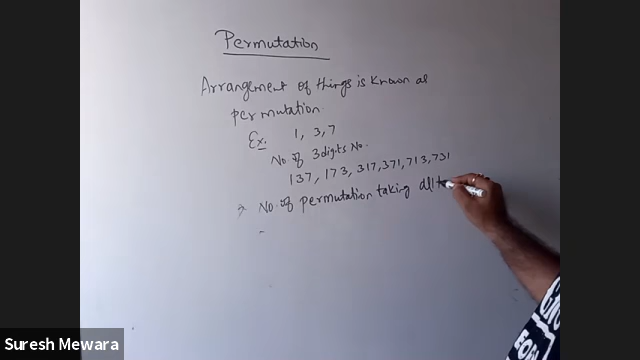 Permutation
Arrangement of things is known as
permutation.
Ex. 1, 3, 7
No of 3 digits No.
137, 173, 317, 371, 713, 731
No. of permutation taking all
Suresh Mewara